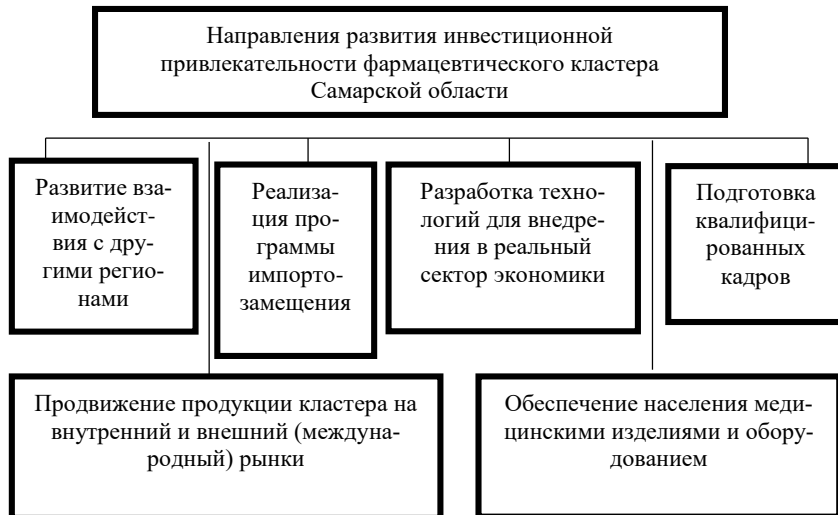 Направления развития инвестиционной
привлекательности фармацевтического кластера
Самарской области
Развитие вза-
имодейст-
вия с дру-
гими регио-
нами
Реализа-
ция про-
граммы
импорто-
замещения
Разработка техно-
логий для внедре-
ния в реальный
сектор экономики
Подготовка
квалифици-
рованных
кадров
Продвижение продукции кластера на
внутренний и внешний (междуна-
родный) рынки
Обеспечение населения меди-
цинскими изделиями и обору-
дованием